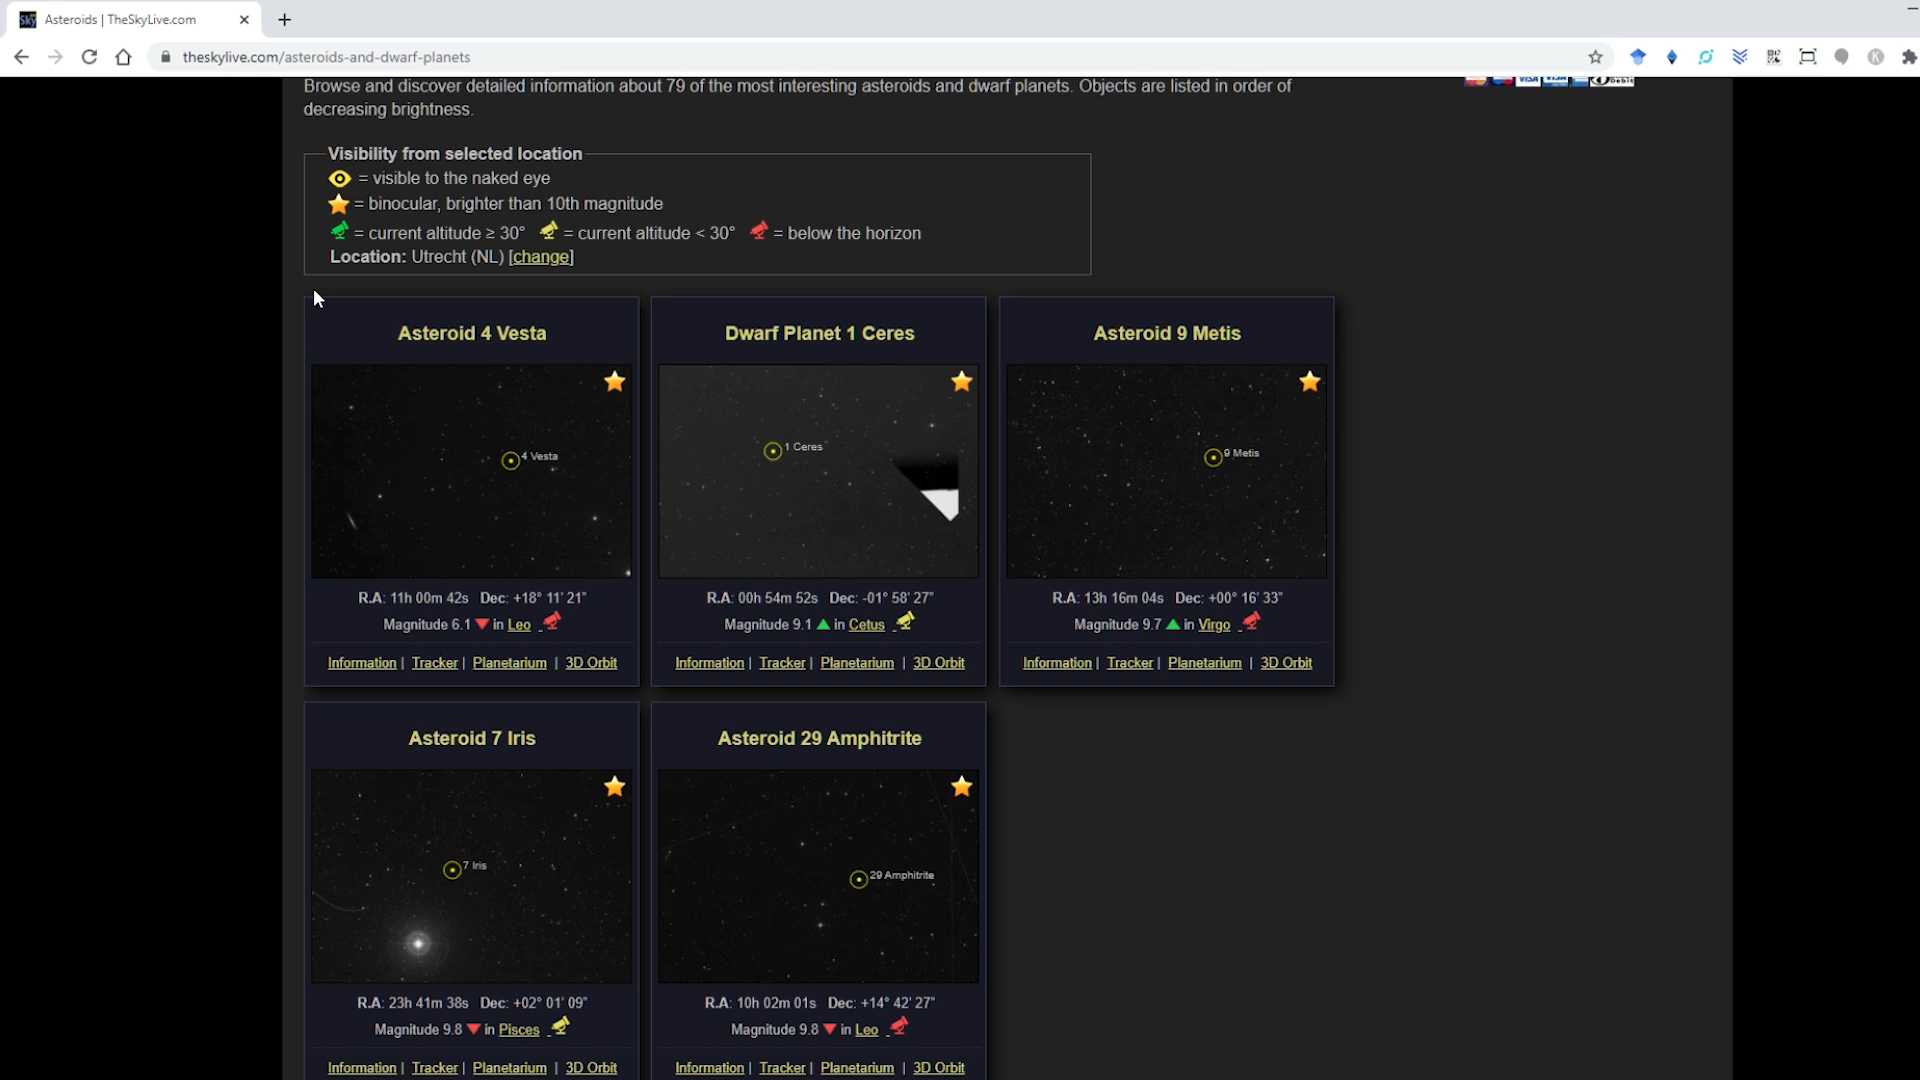 Asteroids | TheSkyLive.com
theskylive.com/asteroids-and-dwarf-planets
Browse and discover detailed information about 79 of the most interesting asteroids and dwarf planets. Objects are listed in order of
decreasing brightness.
VISA VISA Debit
Visibility from selected location
= visible to the naked eye
= binocular, brighter than 10th magnitude
= current altitude ≥ 30° = current altitude < 30° = below the horizon
Location: Utrecht (NL) [change]
Asteroid 4 Vesta
4 Vesta
R.A: 11h 00m 42s Dec: +18° 11' 21"
Magnitude 6.1 ▼ in Leo
Information | Tracker | Planetarium | 3D Orbit
Dwarf Planet 1 Ceres
1 Ceres
R.A: 00h 54m 52s Dec: -01° 58' 27"
Magnitude 9.1 ▲ in Cetus
Information | Tracker | Planetarium | 3D Orbit
Asteroid 9 Metis
9 Metis
R.A: 13h 16m 04s Dec: +00° 16' 33"
Magnitude 9.7 ▲ in Virgo
Information | Tracker | Planetarium | 3D Orbit
Asteroid 7 Iris
7 Iris
R.A: 23h 41m 38s Dec: +02° 01' 09"
Magnitude 9.8 ▼ in Pisces
Information | Tracker | Planetarium | 3D Orbit
Asteroid 29 Amphitrite
29 Amphitrite
R.A: 10h 02m 01s Dec: +14° 42' 27"
Magnitude 9.8 ▼ in Leo
Information | Tracker | Planetarium | 3D Orbit